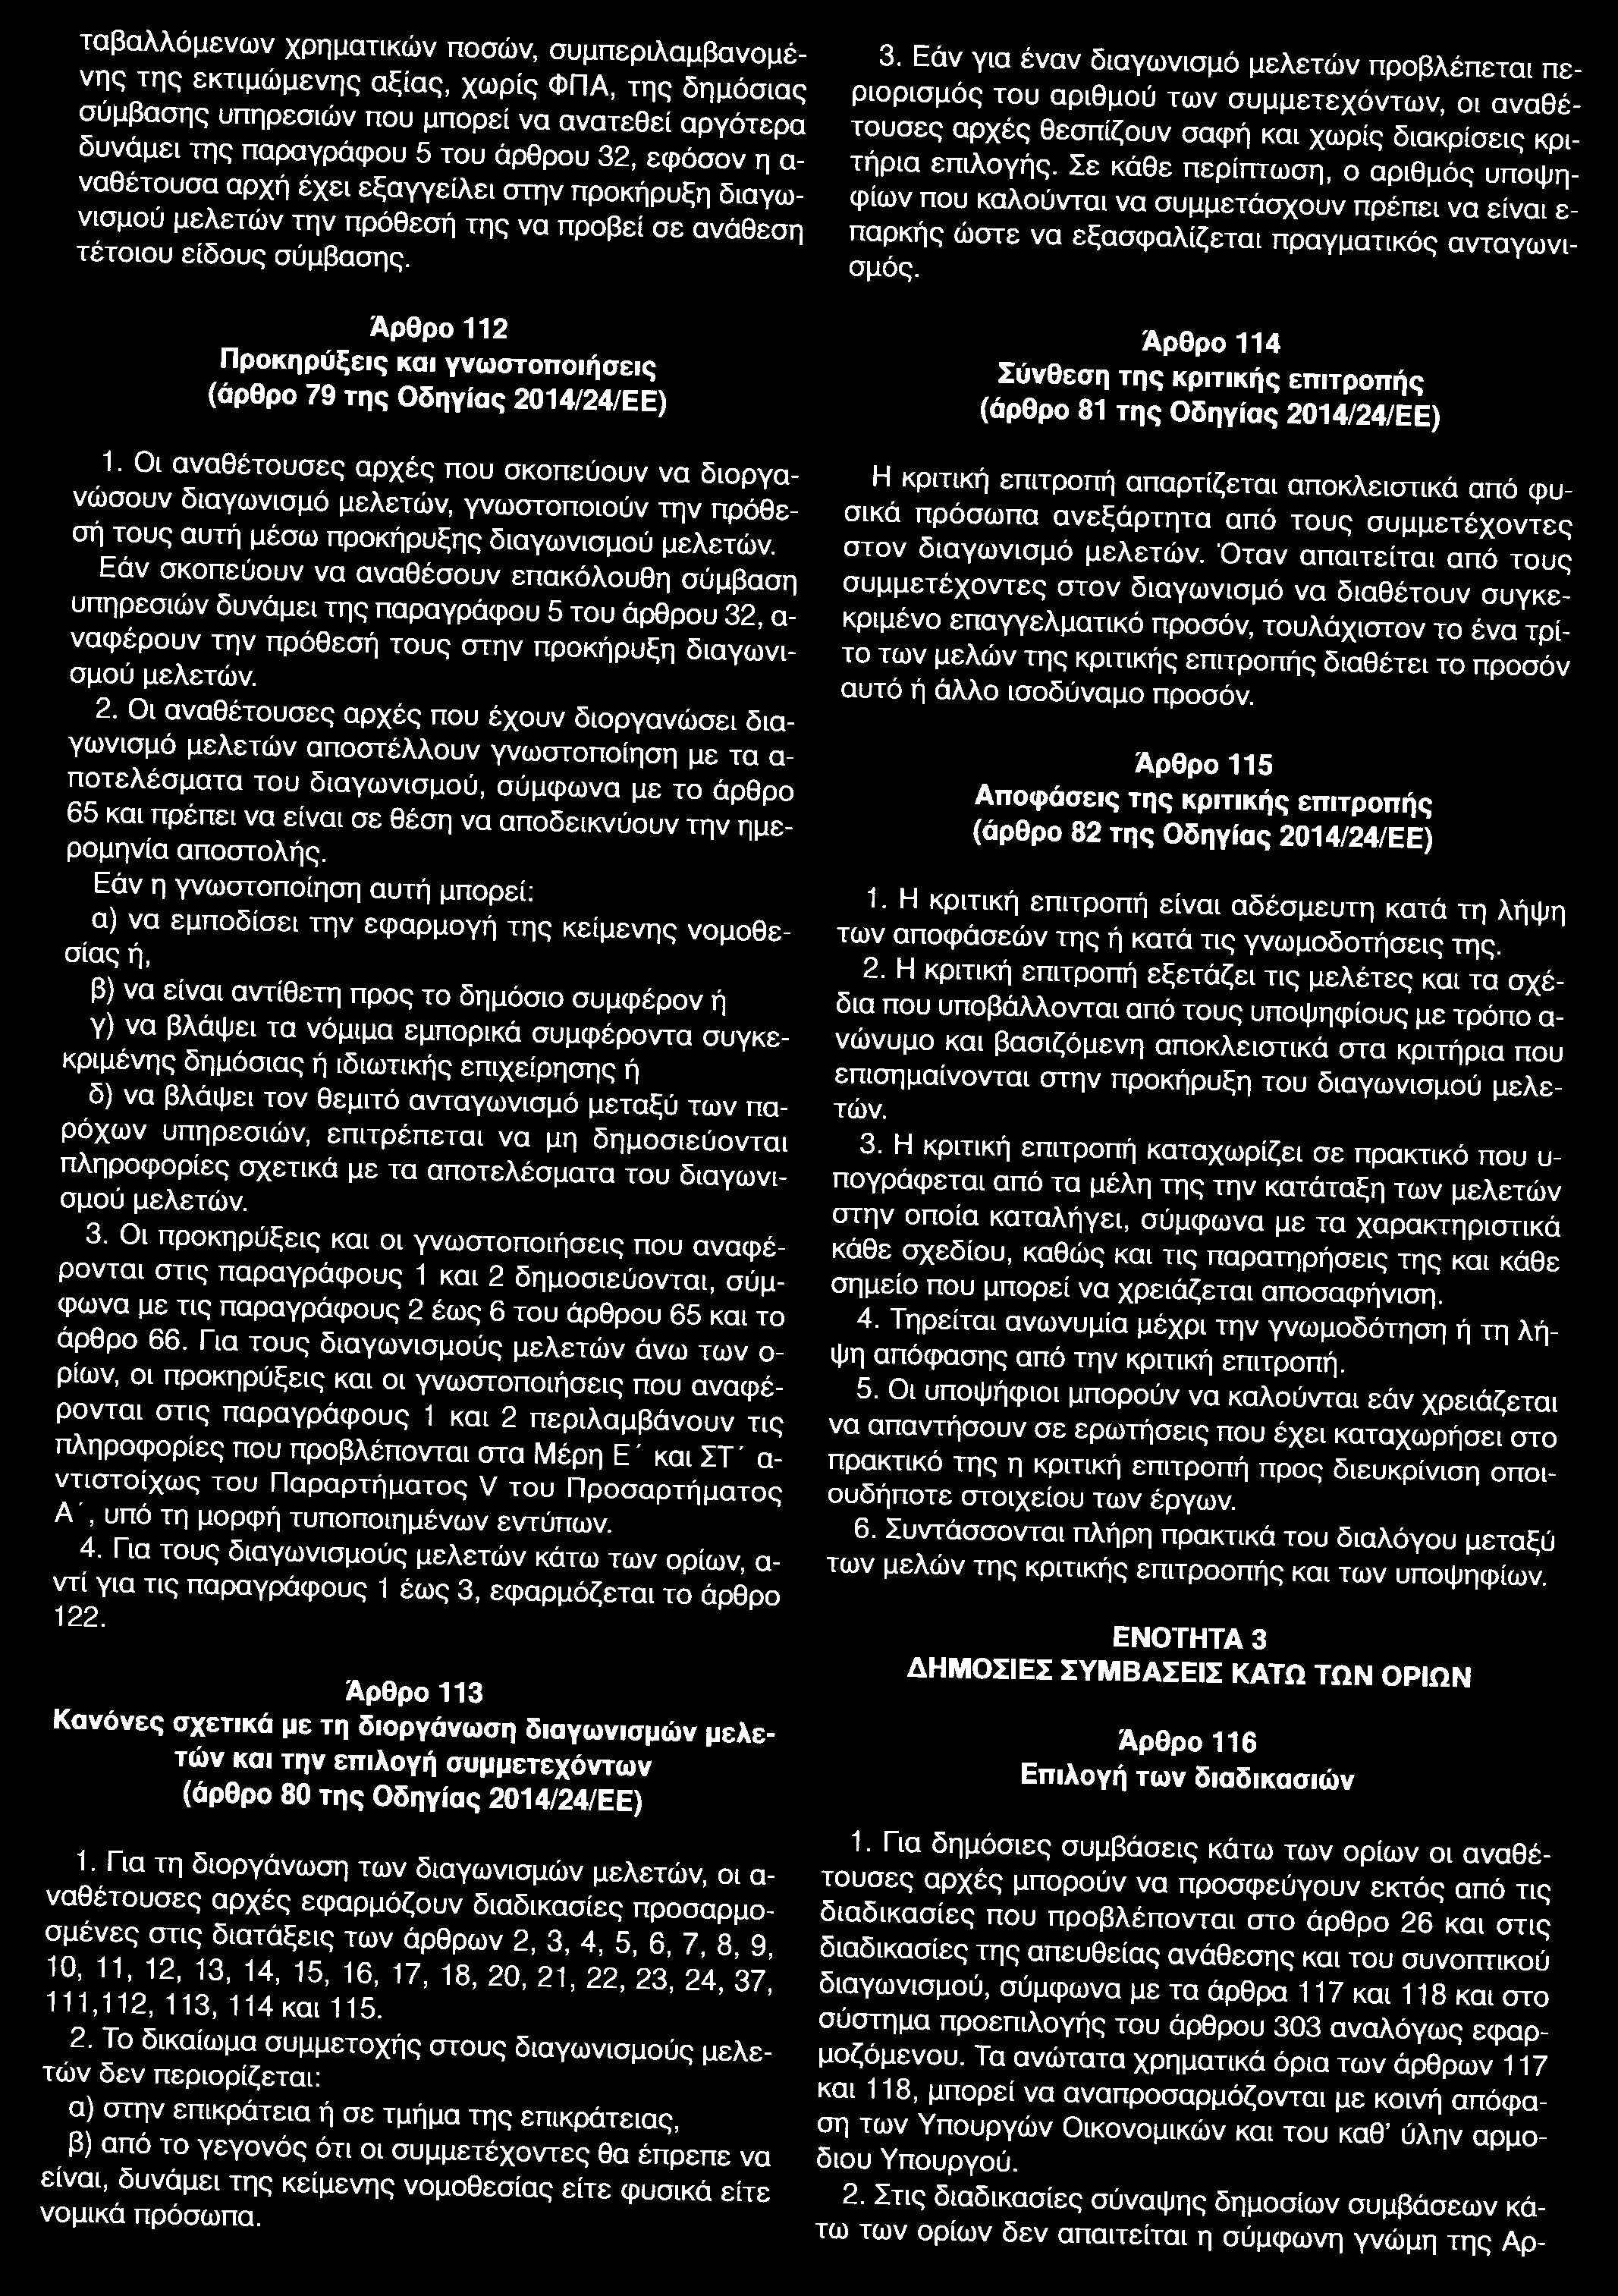 ταβαλλόμενων χρηματικών ποσών, συμπεριλαμβανομέ-
νης της εκτιμώμενης αξίας, χωρίς ΦΠΑ, της δημόσιας
σύμβασης υπηρεσιών που μπορεί να ανατεθεί αργότερα
δυνάμει της παραγράφου 5 του άρθρου 32, εφόσον η α-
ναθέτουσα αρχή έχει εξαγγείλει στην προκήρυξη διαγω-
νισμού μελετών την πρόθεσή της να προβεί σε ανάθεση
τέτοιου είδους σύμβασης.
Άρθρο 112
Προκηρύξεις και γνωστοποιήσεις
(άρθρο 79 της Οδηγίας 2014/24/ΕΕ)
1. Οι αναθέτουσες αρχές που σκοπεύουν να διοργα-
νώσουν διαγωνισμό μελετών, γνωστοποιούν την πρόθε-
σή τους αυτή μέσω προκήρυξης διαγωνισμού μελετών.
Εάν σκοπεύουν να αναθέσουν επακόλουθη σύμβαση
υπηρεσιών δυνάμει της παραγράφου 5 του άρθρου 32, α-
ναφέρουν την πρόθεσή τους στην προκήρυξη διαγωνι-
σμού μελετών.
2. Οι αναθέτουσες αρχές που έχουν διοργανώσει δια-
γωνισμό μελετών αποστέλλουν γνωστοποίηση με τα α-
ποτελέσματα του διαγωνισμού, σύμφωνα με το άρθρο
65 και πρέπει να είναι σε θέση να αποδεικνύουν την ημε-
ρομηνία αποστολής.
Εάν η γνωστοποίηση αυτή μπορεί:
α) να εμποδίσει την εφαρμογή της κείμενης νομοθε-
σίας ή,
β) να είναι αντίθετη προς το δημόσιο συμφέρον ή
γ) να βλάψει τα νόμιμα εμπορικά συμφέροντα συγκε-
κριμένης δημόσιας ή ιδιωτικής επιχείρησης ή
δ) να βλάψει τον θεμιτό ανταγωνισμό μεταξύ των πα-
ρόχων υπηρεσιών, επιτρέπεται να μη δημοσιεύονται
πληροφορίες σχετικά με τα αποτελέσματα του διαγωνι-
σμού μελετών.
3. Οι προκηρύξεις και οι γνωστοποιήσεις που αναφέ-
ρονται στις παραγράφους 1 και 2 δημοσιεύονται, σύμ-
φωνα με τις παραγράφους 2 έως 6 του άρθρου 65 και το
άρθρο 66. Για τους διαγωνισμούς μελετών άνω των ο-
ρίων, οι προκηρύξεις και οι γνωστοποιήσεις που αναφέ-
ρονται στις παραγράφους 1 και 2 περιλαμβάνουν τις
πληροφορίες που προβλέπονται στα Μέρη Ε΄ και ΣΤ΄ α-
ντιστοίχως του Παραρτήματος V του Προσαρτήματος
Α΄, υπό τη μορφή τυποποιημένων εντύπων.
4. Για τους διαγωνισμούς μελετών κάτω των ορίων, α-
ντί για τις παραγράφους 1 έως 3, εφαρμόζεται το άρθρο
122.
Άρθρο 113
Κανόνες σχετικά με τη διοργάνωση διαγωνισμών μελε-
τών και την επιλογή συμμετεχόντων
(άρθρο 80 της Οδηγίας 2014/24/ΕΕ)
1. Για τη διοργάνωση των διαγωνισμών μελετών, οι α-
ναθέτουσες αρχές εφαρμόζουν διαδικασίες προσαρμο-
σμένες στις διατάξεις των άρθρων 2, 3, 4, 5, 6, 7, 8, 9,
10, 11, 12, 13, 14, 15, 16, 17, 18, 20, 21, 22, 23, 24, 37,
111,112, 113, 114 και 115.
2. Το δικαίωμα συμμετοχής στους διαγωνισμούς μελε-
τών δεν περιορίζεται:
α) στην επικράτεια ή σε τμήμα της επικράτειας,
β) από το γεγονός ότι οι συμμετέχοντες θα έπρεπε να
είναι, δυνάμει της κείμενης νομοθεσίας είτε φυσικά είτε
νομικά πρόσωπα.
3. Εάν για έναν διαγωνισμό μελετών προβλέπεται πε-
ριορισμός του αριθμού των συμμετεχόντων, οι αναθέ-
τουσες αρχές θεσπίζουν σαφή και χωρίς διακρίσεις κρι-
τήρια επιλογής. Σε κάθε περίπτωση, ο αριθμός υποψη-
φίων που καλούνται να συμμετάσχουν πρέπει να είναι ε-
παρκής ώστε να εξασφαλίζεται πραγματικός ανταγωνι-
σμός.
Άρθρο 114
Σύνθεση της κριτικής επιτροπής
(άρθρο 81 της Οδηγίας 2014/24/ΕΕ)
Η κριτική επιτροπή απαρτίζεται αποκλειστικά από φυ-
σικά πρόσωπα ανεξάρτητα από τους συμμετέχοντες
στον διαγωνισμό μελετών. Όταν απαιτείται από τους
συμμετέχοντες στον διαγωνισμό να διαθέτουν συγκε-
κριμένο επαγγελματικό προσόν, τουλάχιστον το ένα τρί-
το των μελών της κριτικής επιτροπής διαθέτει το προσόν
αυτό ή άλλο ισοδύναμο προσόν.
Άρθρο 115
Αποφάσεις της κριτικής επιτροπής
(άρθρο 82 της Οδηγίας 2014/24/ΕΕ)
1. Η κριτική επιτροπή είναι αδέσμευτη κατά τη λήψη
των αποφάσεών της ή κατά τις γνωμοδοτήσεις της.
2. Η κριτική επιτροπή εξετάζει τις μελέτες και τα σχέ-
δια που υποβάλλονται από τους υποψηφίους με τρόπο α-
νώνυμο και βασιζόμενη αποκλειστικά στα κριτήρια που
επισημαίνονται στην προκήρυξη του διαγωνισμού μελε-
τών.
3. Η κριτική επιτροπή καταχωρίζει σε πρακτικό που υ-
πογράφεται από τα μέλη της την κατάταξη των μελετών
στην οποία καταλήγει, σύμφωνα με τα χαρακτηριστικά
κάθε σχεδίου, καθώς και τις παρατηρήσεις της και κάθε
σημείο που μπορεί να χρειάζεται αποσαφήνιση.
4. Τηρείται ανωνυμία μέχρι την γνωμοδότηση ή τη λή-
ψη απόφασης από την κριτική επιτροπή.
5. Οι υποψήφιοι μπορούν να καλούνται εάν χρειάζεται
να απαντήσουν σε ερωτήσεις που έχει καταχωρήσει στο
πρακτικό της η κριτική επιτροπή προς διευκρίνιση οποι-
ουδήποτε στοιχείου των έργων.
6. Συντάσσονται πλήρη πρακτικά του διαλόγου μεταξύ
των μελών της κριτικής επιτροοπής και των υποψηφίων.
ΕΝΟΤΗΤΑ 3
ΔΗΜΟΣΙΕΣ ΣΥΜΒΑΣΕΙΣ ΚΑΤΩ ΤΩΝ ΟΡΙΩΝ
Άρθρο 116
Επιλογή των διαδικασιών
1. Για δημόσιες συμβάσεις κάτω των ορίων οι αναθέ-
τουσες αρχές μπορούν να προσφεύγουν εκτός από τις
διαδικασίες που προβλέπονται στο άρθρο 26 και στις
διαδικασίες της απευθείας ανάθεσης και του συνοπτικού
διαγωνισμού, σύμφωνα με τα άρθρα 117 και 118 και στο
σύστημα προεπιλογής του άρθρου 303 αναλόγως εφαρ-
μοζόμενου. Τα ανώτατα χρηματικά όρια των άρθρων 117
και 118, μπορεί να αναπροσαρμόζονται με κοινή απόφα-
ση των Υπουργών Οικονομικών και του καθ’ ύλην αρμο-
διου Υπουργού.
2. Στις διαδικασίες σύναψης δημοσίων συμβάσεων κά-
τω των ορίων δεν απαιτείται η σύμφωνη γνώμη της Αρ-